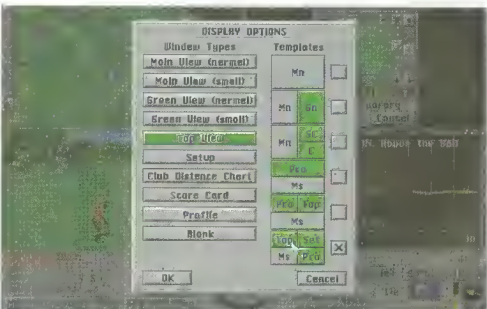 DISPLAY OPTIONS
Window Types
Templates
Main View (normal)
Main View (small)
Green View (normal)
Green View (small)
Top View
Setup
Club Distance Chart
Score Card
Profile
Blank
Mn
Mn Gn
Mn SC
C
Pro
Ms
Pro Top
Ms
Top Set
Ms Pro
OK
Cancel